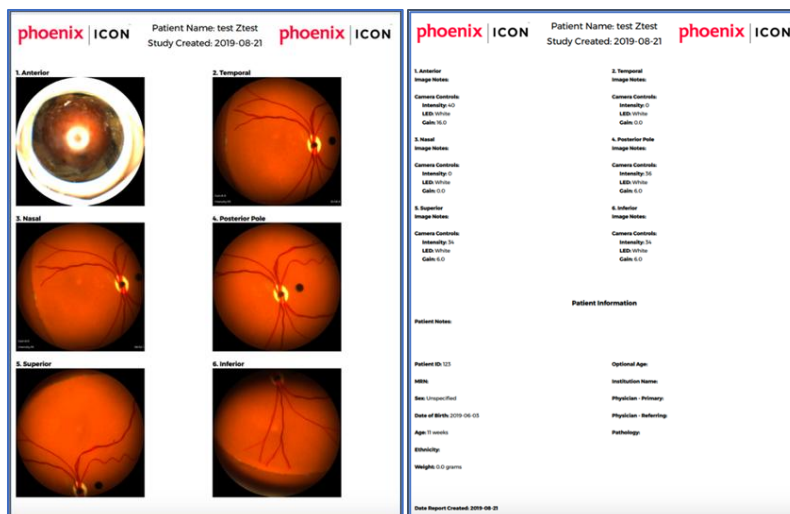 phoenix | ICON™
Patient Name: test Ztest
Study Created: 2019-08-21
phoenix | ICON™
1. Anterior
2. Temporal
3. Nasal
4. Posterior Pole
5. Superior
6. Inferior
phoenix | ICON™
Patient Name: test Ztest
Study Created: 2019-08-21
phoenix | ICON
1. Anterior
Image Notes:
Camera Controls:
Intensity: 40
LED: White
Gain: 16.0
2. Temporal
Image Notes:
Camera Controls:
Intensity: 0
LED: White
Gain: 0.0
3. Nasal
Image Notes:
Camera Controls:
Intensity: 0
LED: White
Gain: 0.0
4. Posterior Pole
Image Notes:
Camera Controls:
Intensity: 36
LED: White
Gain: 6.0
5. Superior
Image Notes:
Camera Controls:
Intensity: 34
LED: White
Gain: 6.0
6. Inferior
Image Notes:
Camera Controls:
Intensity: 34
LED: White
Gain: 6.0
Patient Information
Patient Notes:
Patient ID: 123
Optional Age:
MRN:
Institution Name:
Sex: Unspecified
Physician - Primary:
Date of Birth: 2019-06-03
Physician - Referring:
Age: 11 weeks
Pathology:
Ethnicity:
Weight: 0.0 grams
Date Report Created: 2019-08-21